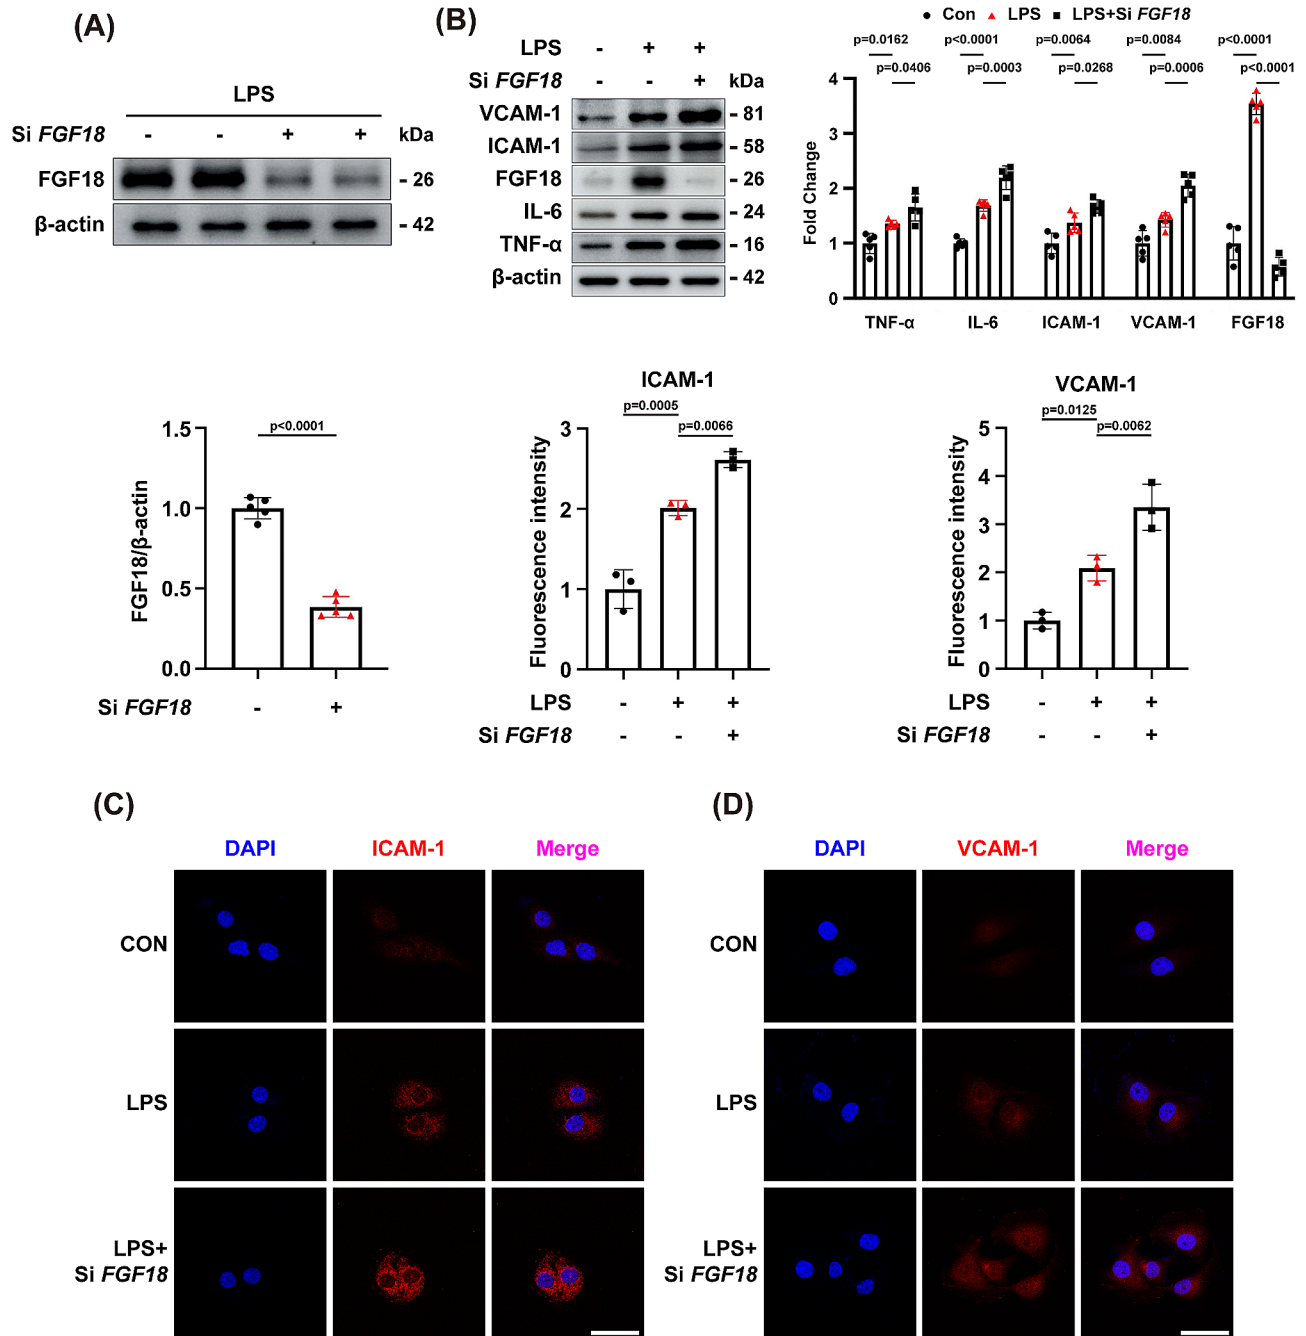 (A)
LPS
Si FGF18 - - + + kDa
FGF18 - 26
β-actin - 42
(B)
LPS - + +
Si FGF18 - - + kDa
VCAM-1 - 81
ICAM-1 - 58
FGF18 - 26
IL-6 - 24
TNF-α - 16
β-actin - 42
Con LPS LPS+Si FGF18
p=0.0162 p<0.0001 p=0.0064 p=0.0084 p<0.0001
p=0.0406 p=0.0003 p=0.0268 p=0.0006 p<0.0001
Fold Change
4
3
2
1
0
TNF-α IL-6 ICAM-1 VCAM-1 FGF18
p<0.0001
FGF18/β-actin
1.5
1.0
0.5
0.0
Si FGF18 - +
ICAM-1
p=0.0005
p=0.0066
Fluorescence intensity
3
2
1
0
LPS - + +
Si FGF18 - - +
VCAM-1
p=0.0125
p=0.0062
Fluorescence intensity
5
4
3
2
1
0
LPS - + +
Si FGF18 - - +
(C)
DAPI ICAM-1 Merge
CON
LPS
LPS+
Si FGF18
(D)
DAPI VCAM-1 Merge
CON
LPS
LPS+
Si FGF18